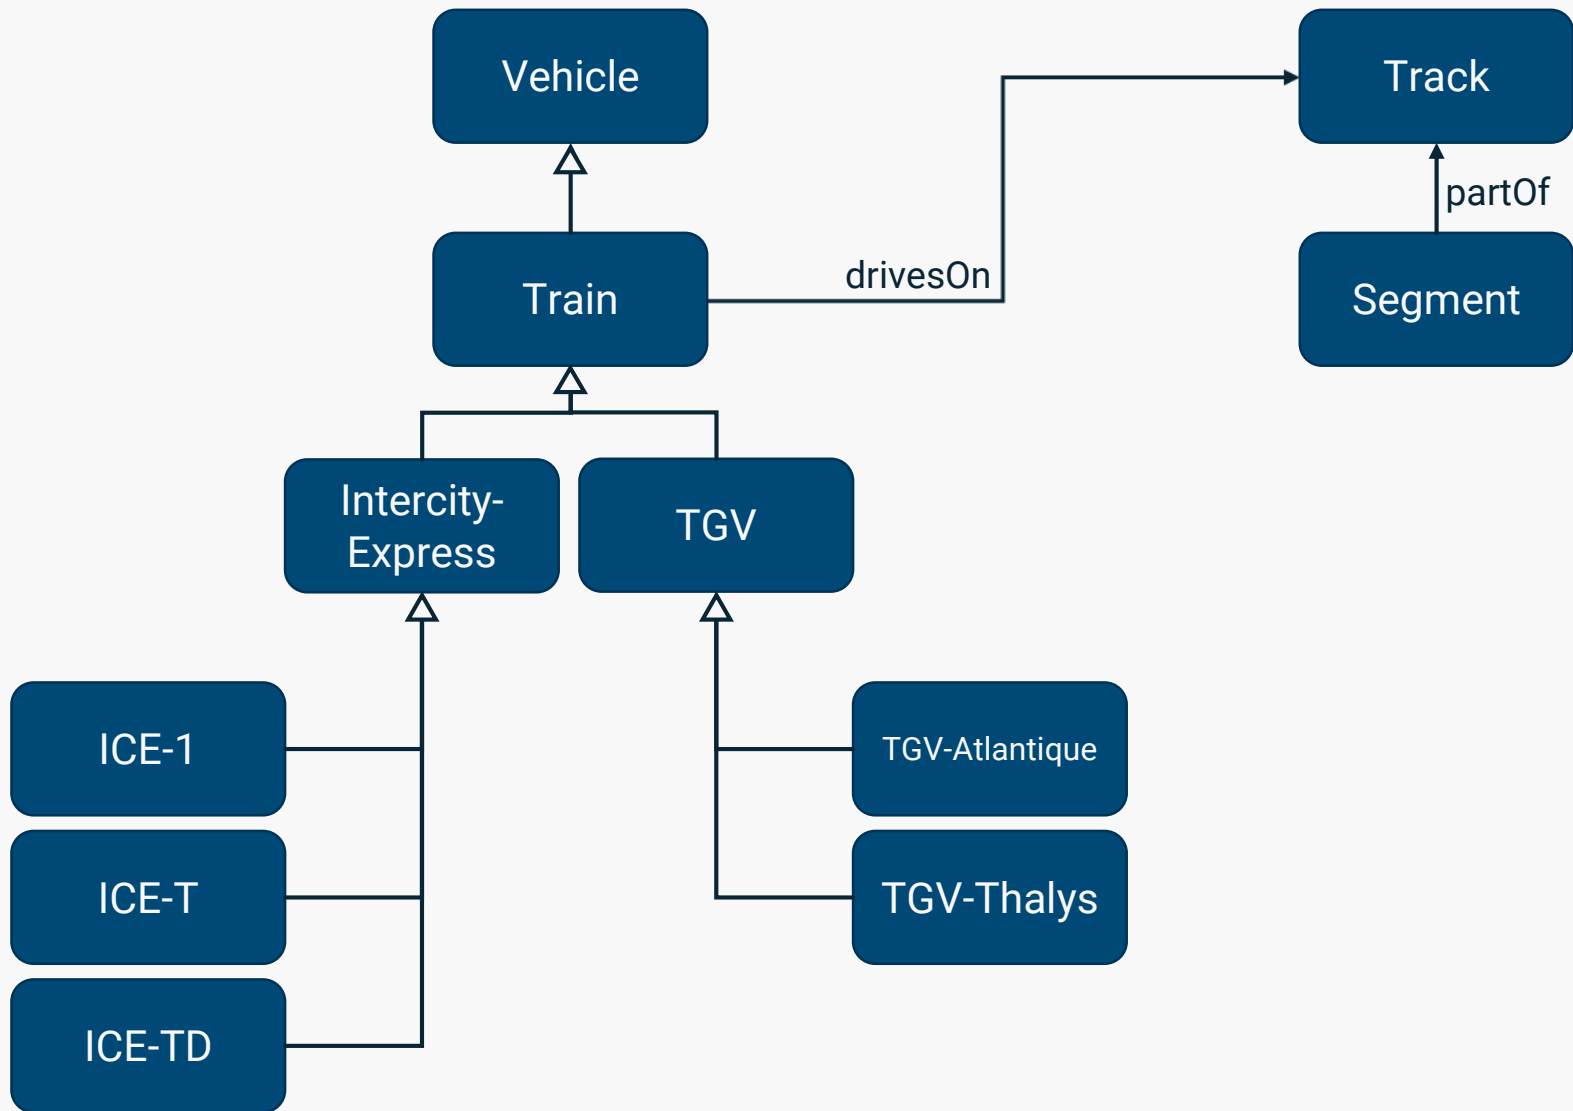 Vehicle
Track
partOf
drivesOn
Train
Segment
Intercity-
Express
TGV
ICE-1
TGV-Atlantique
ICE-T
TGV-Thalys
ICE-TD